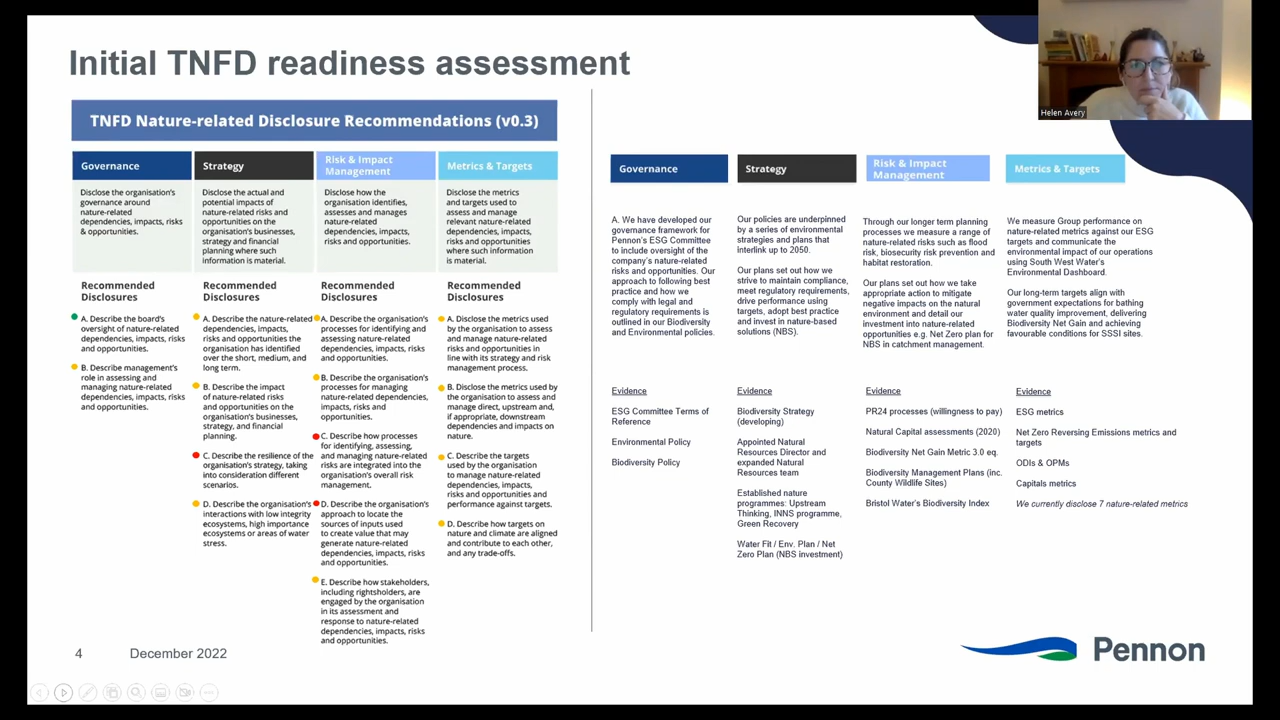 Initial TNFD readiness assessment
TNFD Nature-related Disclosure Recommendations (v0.3)
Governance
Disclose the organisation's
governance around
nature-related
dependencies, impacts, risks
& opportunities.
Recommended
Disclosures
A. Describe the board's
oversight of nature-related
dependencies, impacts, risks
and opportunities.
B. Describe management's
role in assessing and
managing nature-related
dependencies, impacts, risks
and opportunities.
Strategy
Disclose the actual and
potential impacts of
nature-related risks and
opportunities on the
organisation's businesses,
strategy and financial
planning where such
information is material.
Recommended
Disclosures
A. Describe the nature-related
dependencies, impacts,
risks and opportunities the
organisation has identified
over the short, medium, and
long term.
B. Describe the impact
of nature-related risks
and opportunities on the
organisation's businesses,
strategy, and financial
planning.
C. Describe the resilience of the
organisation's strategy, taking
into consideration different
scenarios.
D. Describe the organisation's
interactions with low integrity
ecosystems, high importance
ecosystems or areas of water
stress.
Risk & Impact
Management
Disclose how the
organisation identifies,
assesses and manages
nature-related
dependencies, impacts,
risks and opportunities.
Recommended
Disclosures
A. Describe the organisation's
processes for identifying and
assessing nature-related
dependencies, impacts, risks
and opportunities.
B. Describe the organisation's
processes for managing
nature-related dependencies,
impacts, risks and
opportunities.
C. Describe how processes
for identifying, assessing,
and managing nature-related
risks are integrated into the
organisation's overall risk
management.
D. Describe the organisation's
approach to locate the
sources of inputs used
to create value that may
generate nature-related
dependencies, impacts, risks
and opportunities.
E. Describe how stakeholders,
including rightsholders, are
engaged by the organisation
in its assessment and
response to nature-related
dependencies, impacts, risks
and opportunities.
Metrics & Targets
Disclose the metrics
and targets used to
assess and manage
relevant nature-related
dependencies, impacts,
risks and opportunities
where such information
is material.
Recommended
Disclosures
A. Disclose the metrics used
by the organisation to assess
and manage nature-related
risks and opportunities in
line with its strategy and risk
management process.
B. Disclose the metrics used by
the organisation to assess and
manage direct, upstream and,
if appropriate, downstream
dependencies and impacts on
nature.
C. Describe the targets
used by the organisation
to manage nature-related
dependencies, impacts,
risks and opportunities and
performance against targets.
D. Describe how targets on
nature and climate are aligned
and contribute to each other,
and any trade-offs.
Governance
A. We have developed our
governance framework for
Pennon's ESG Committee
to include oversight of the
company's nature-related
risks and opportunities. Our
approach to following best
practice and how we
comply with legal and
regulatory requirements is
outlined in our Biodiversity
and Environmental policies.
Evidence
ESG Committee Terms of
Reference
Environmental Policy
Biodiversity Policy
Strategy
Our policies are underpinned
by a series of environmental
strategies and plans that
interlink up to 2050.
Our plans set out how we
strive to maintain compliance,
meet regulatory requirements,
drive performance using
targets, adopt best practice
and invest in nature-based
solutions (NBS).
Evidence
Biodiversity Strategy
(developing)
Appointed Natural
Resources Director and
expanded Natural
Resources team
Established nature
programmes: Upstream
Thinking, INNS programme,
Green Recovery
Water Fit / Env. Plan / Net
Zero Plan (NBS investment)
Risk & Impact
Management
Through our longer term planning
processes we measure a range of
nature-related risks such as flood
risk, biosecurity risk prevention and
habitat restoration.
Our plans set out how we take
appropriate action to mitigate
negative impacts on the natural
environment and detail our
investment into nature-related
opportunities e.g. Net Zero plan for
NBS in catchment management.
Evidence
PR24 processes (willingness to pay)
Natural Capital assessments (2020)
Biodiversity Net Gain Metric 3.0 eq.
Biodiversity Management Plans (inc.
County Wildlife Sites)
Bristol Water's Biodiversity Index
Metrics & Targets
We measure Group performance on
nature-related metrics against our ESG
targets and communicate the
environmental impact of our operations
using South West Water's
Environmental Dashboard.
Our long-term targets align with
government expectations for bathing
water quality improvement, delivering
Biodiversity Net Gain and achieving
favourable conditions for SSSI sites.
Evidence
ESG metrics
Net Zero Reversing Emissions metrics and
targets
ODIs & OPMs
Capitals metrics
We currently disclose 7 nature-related metrics
Helen Avery
4 December 2022
Pennon